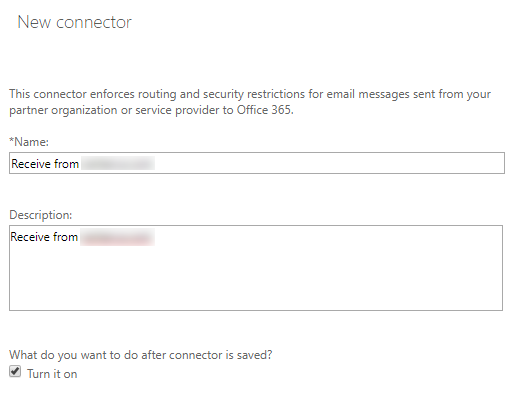 New connector
This connector enforces routing and security restrictions for email messages sent from your
partner organization or service provider to Office 365.
*Name:
Receive from
Description:
Receive from
What do you want to do after connector is saved?
Turn it on